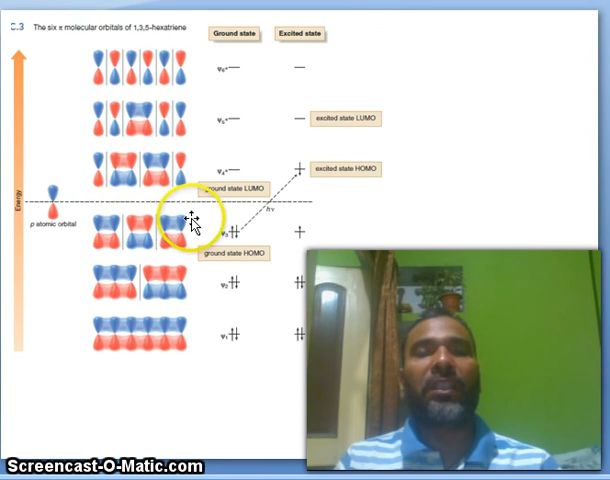 C.3 The six π molecular orbitals of 1,3,5-hexatriene
Ground state
Excited state
Ψ₆*
Ψ₅*
excited state LUMO
Ψ₄*
excited state HOMO
ground state LUMO
Energy
p atomic orbital
hν
Ψ₃
ground state HOMO
Ψ₂
Ψ₁
Screencast-O-Matic.com